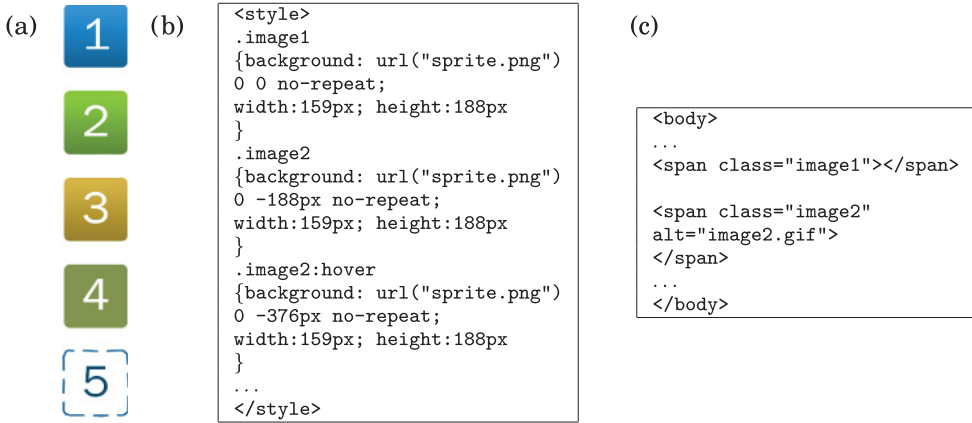 (a)
1
2
3
4
5
(b)
<style>
.image1
{background: url("sprite.png")
0 0 no-repeat;
width:159px; height:188px
}
.image2
{background: url("sprite.png")
0 -188px no-repeat;
width:159px; height:188px
}
.image2:hover
{background: url("sprite.png")
0 -376px no-repeat;
width:159px; height:188px
}
...
</style>
(c)
<body>
...
<span class="image1"></span>
<span class="image2"
alt="image2.gif">
</span>
...
</body>